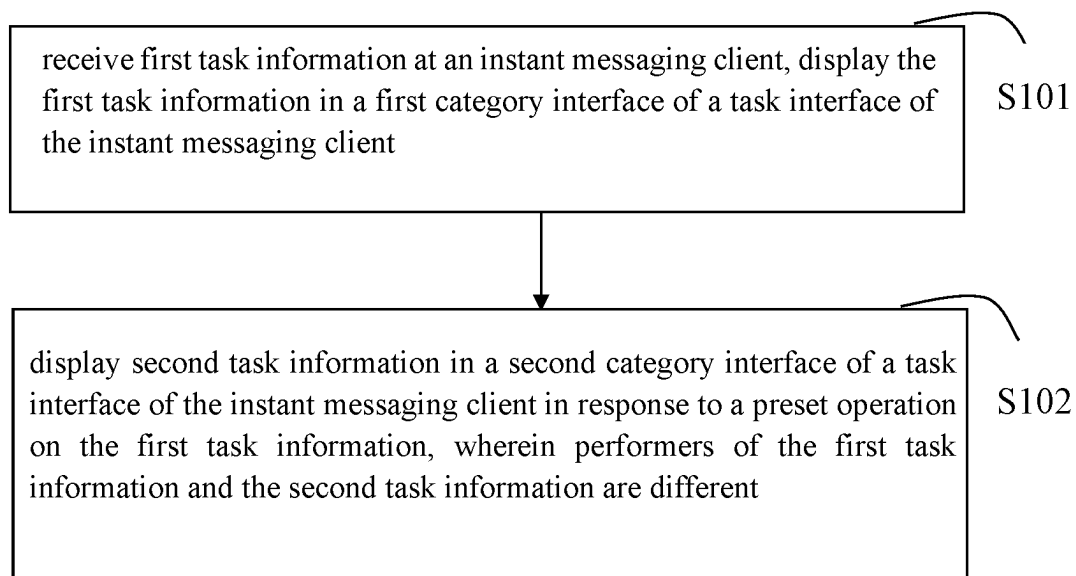 receive first task information at an instant messaging client, display the
first task information in a first category interface of a task interface of
the instant messaging client
S101
display second task information in a second category interface of a task
interface of the instant messaging client in response to a preset operation
on the first task information, wherein performers of the first task
information and the second task information are different
S102